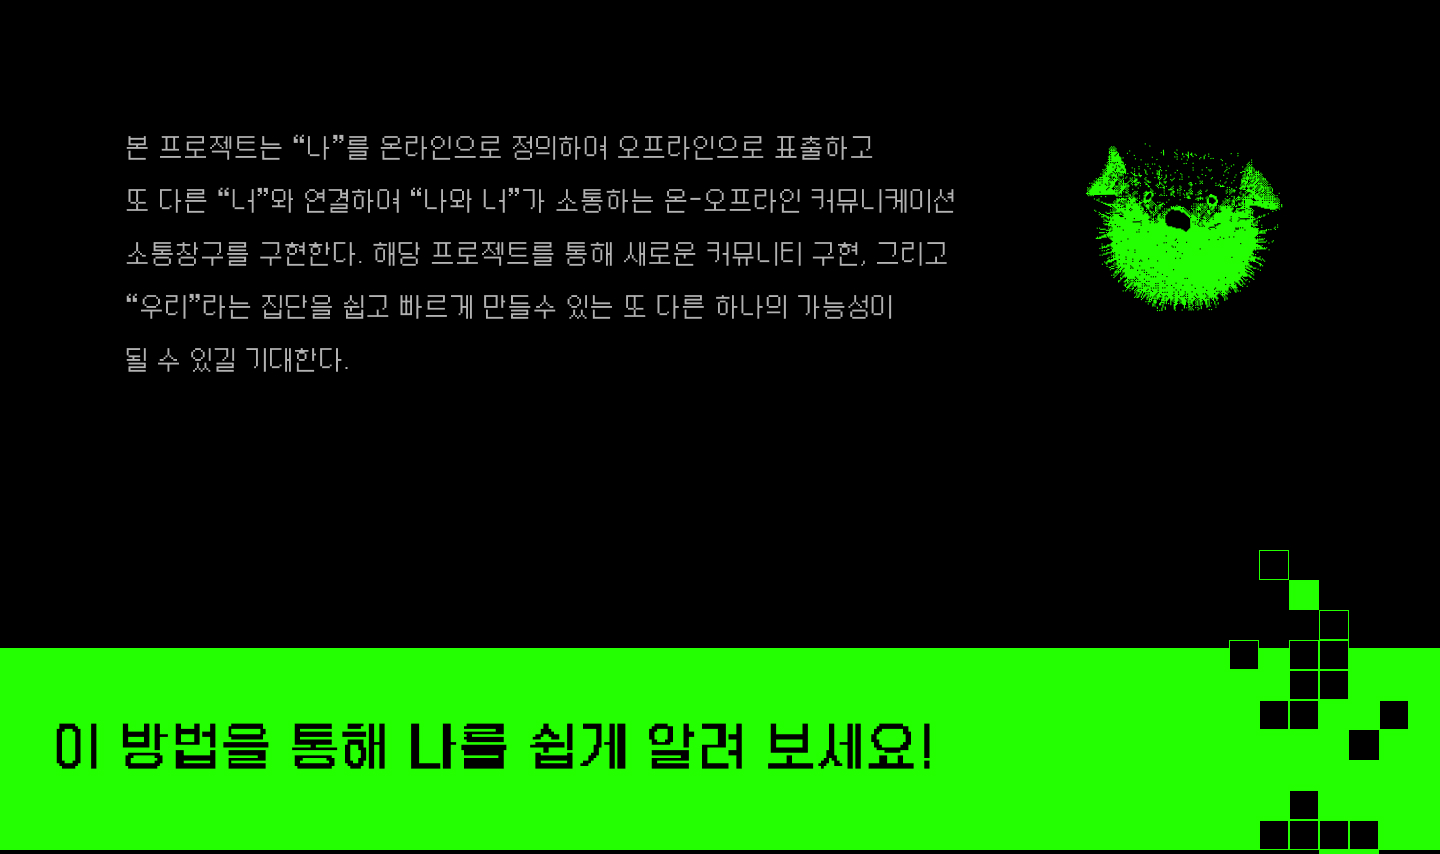 본 프로젝트는 “나”를 온라인으로 정의하여 오프라인으로 표출하고
또 다른 “너”와 연결하여 “나와 너”가 소통하는 온-오프라인 커뮤니케이션
소통창구를 구현한다. 해당 프로젝트를 통해 새로운 커뮤니티 구현, 그리고
“우리”라는 집단을 쉽고 빠르게 만들수 있는 또 다른 하나의 가능성이
될 수 있길 기대한다.
이 방법을 통해 나를 쉽게 알려 보세요!